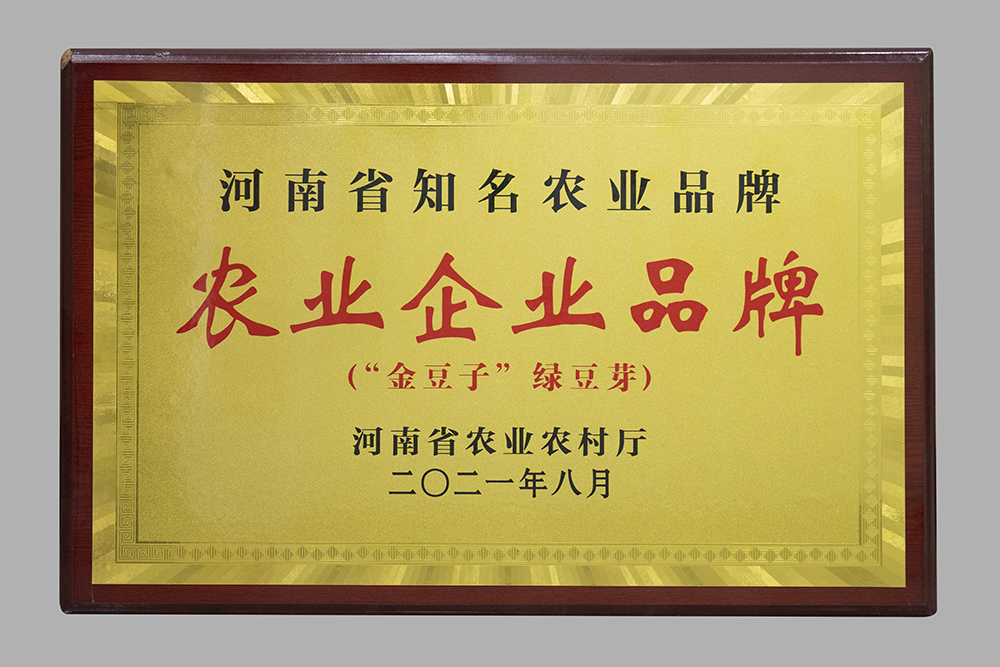 河南省知名农业品牌
农业企业品牌
(“金豆子”绿豆芽)
河南省农业农村厅
二〇二一年八月